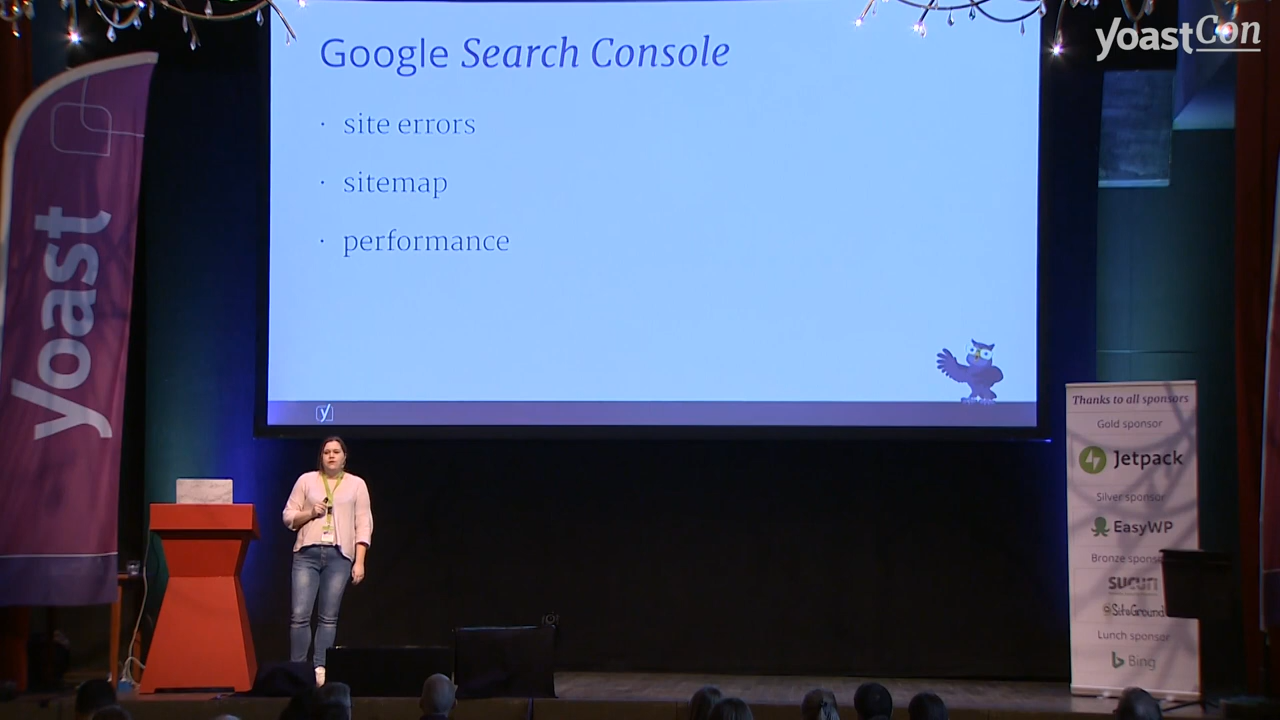 yoastCon
Google Search Console
· site errors
· sitemap
· performance
y
yoast
Thanks to all sponsors
Gold sponsor
Jetpack
Silver sponsor
EasyWP
Bronze
sucuri
SiteGround
Lunch sponsor
Bing